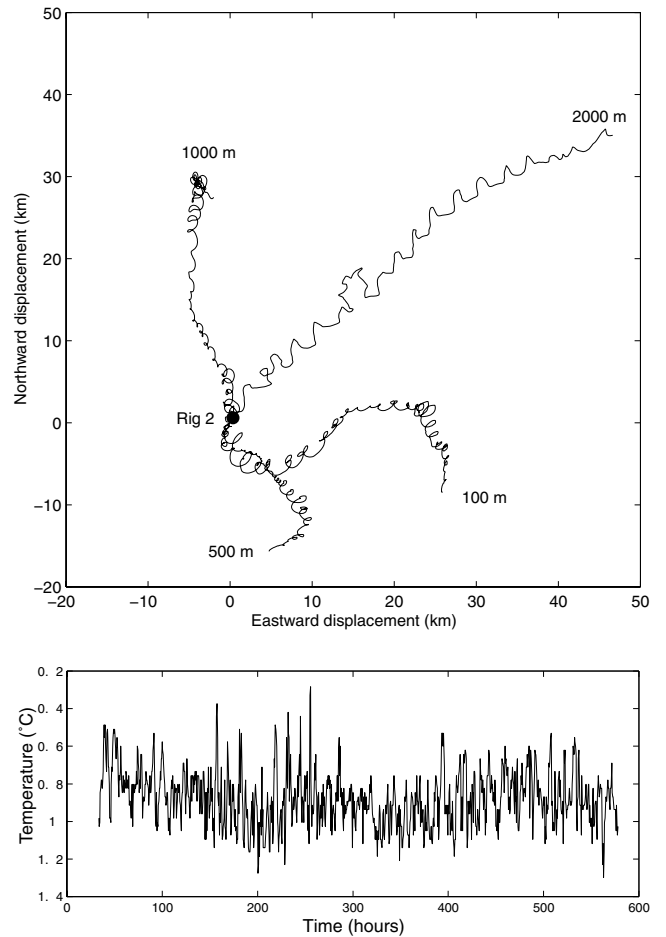 50
40
30
20
10
0
−10
−20
Northward displacement (km)
2000 m
1000 m
Rig 2
100 m
500 m
−20 −10 0 10 20 30 40 50
Eastward displacement (km)
0. 2
0. 4
0. 6
0. 8
1
1. 2
1. 4
Temperature (˚C)
0 100 200 300 400 500 600
Time (hours)